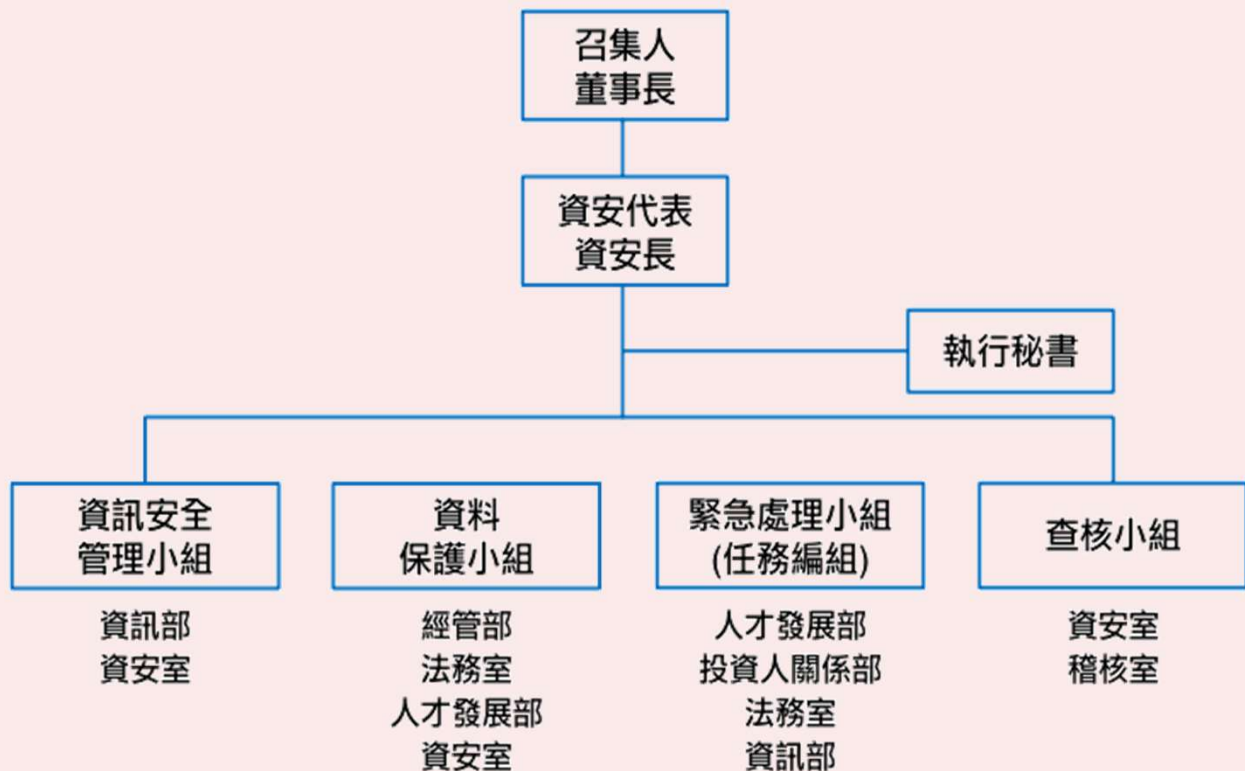 召集人
董事長
資安代表
資安長
執行秘書
資訊安全
管理小組
資料
保護小組
緊急處理小組
(任務編組)
查核小組
資訊部
資安室
經管部
法務室
人才發展部
資安室
人才發展部
投資人關係部
法務室
資訊部
資安室
稽核室